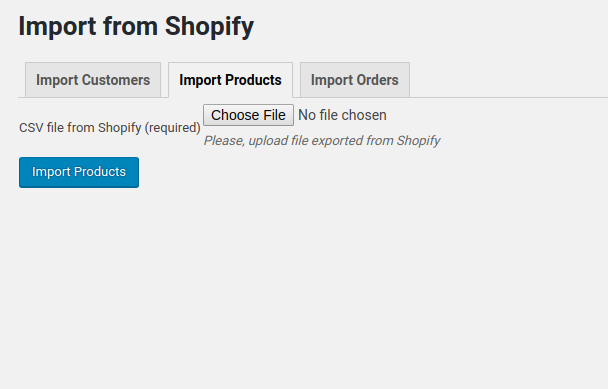 Import from Shopify
Import Customers Import Products Import Orders
CSV file from Shopify (required) Choose File No file chosen
Please, upload file exported from Shopify
Import Products